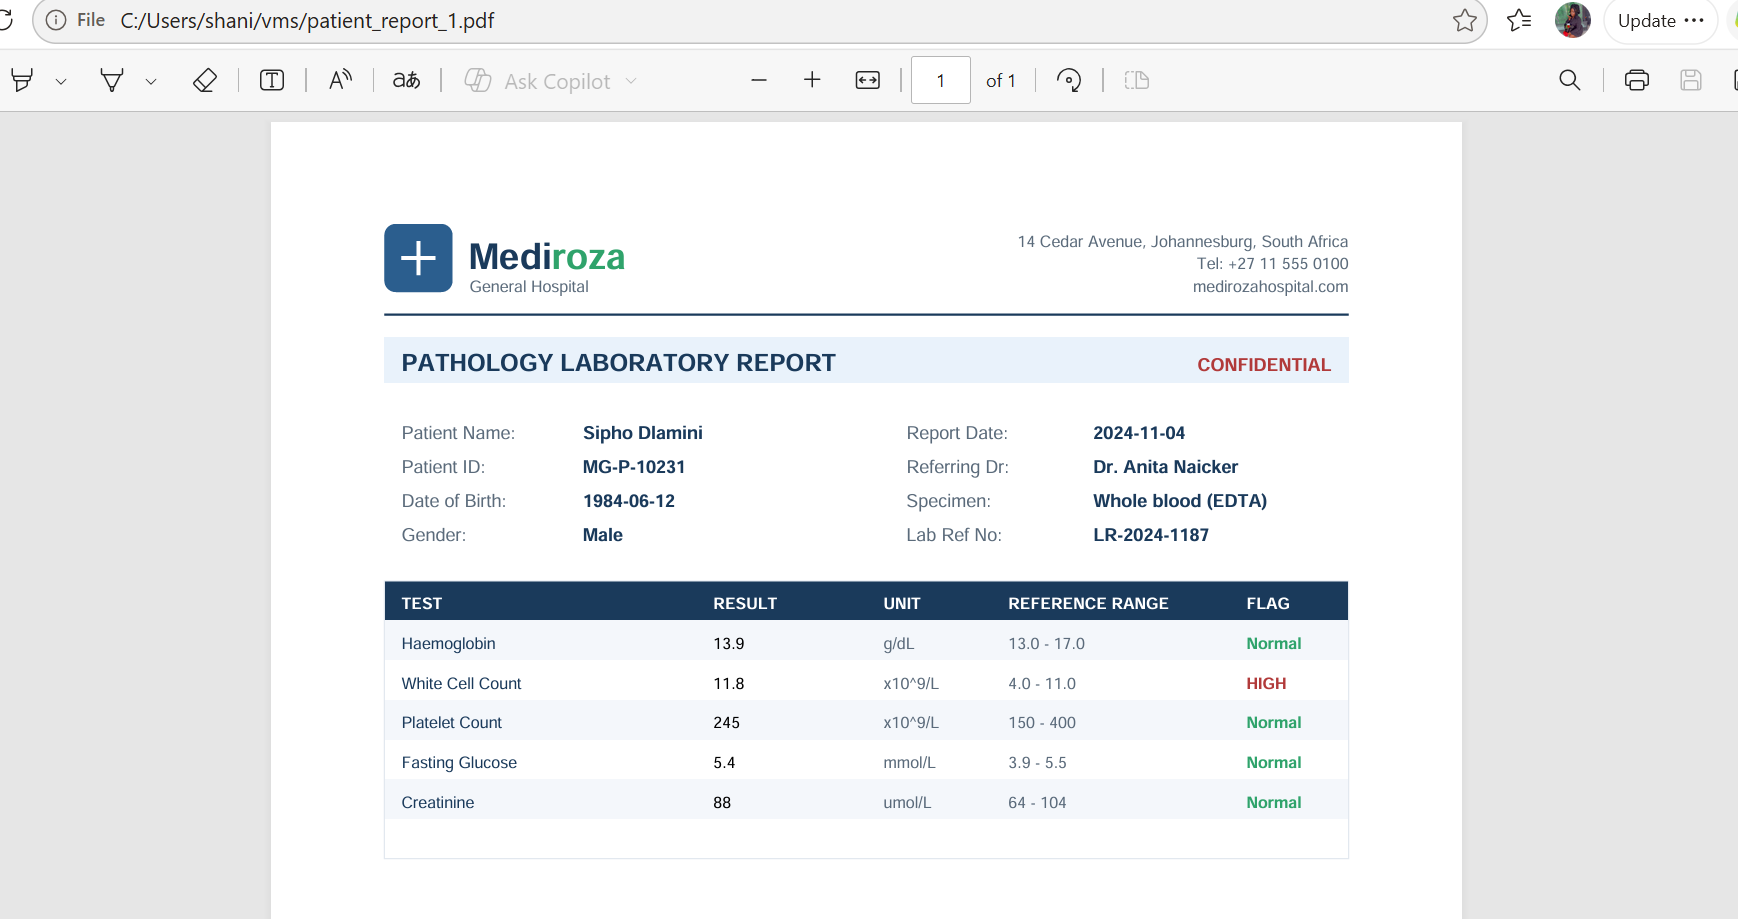 File C:/Users/shani/vms/patient_report_1.pdf
Update
T A aあ Ask Copilot 1 of 1
Mediroza
General Hospital
14 Cedar Avenue, Johannesburg, South Africa
Tel: +27 11 555 0100
medirozahospital.com
PATHOLOGY LABORATORY REPORT CONFIDENTIAL
Patient Name: Sipho Dlamini Report Date: 2024-11-04
Patient ID: MG-P-10231 Referring Dr: Dr. Anita Naicker
Date of Birth: 1984-06-12 Specimen: Whole blood (EDTA)
Gender: Male Lab Ref No: LR-2024-1187
TEST RESULT UNIT REFERENCE RANGE FLAG
Haemoglobin 13.9 g/dL 13.0 - 17.0 Normal
White Cell Count 11.8 x10^9/L 4.0 - 11.0 HIGH
Platelet Count 245 x10^9/L 150 - 400 Normal
Fasting Glucose 5.4 mmol/L 3.9 - 5.5 Normal
Creatinine 88 umol/L 64 - 104 Normal